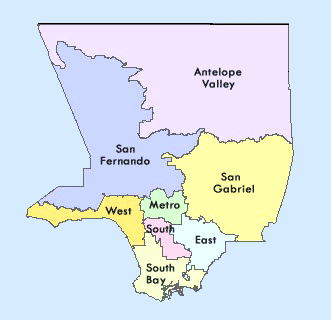 Antelope
Valley
San
Fernando
San
Gabriel
West
Metro
South
East
South
Bay